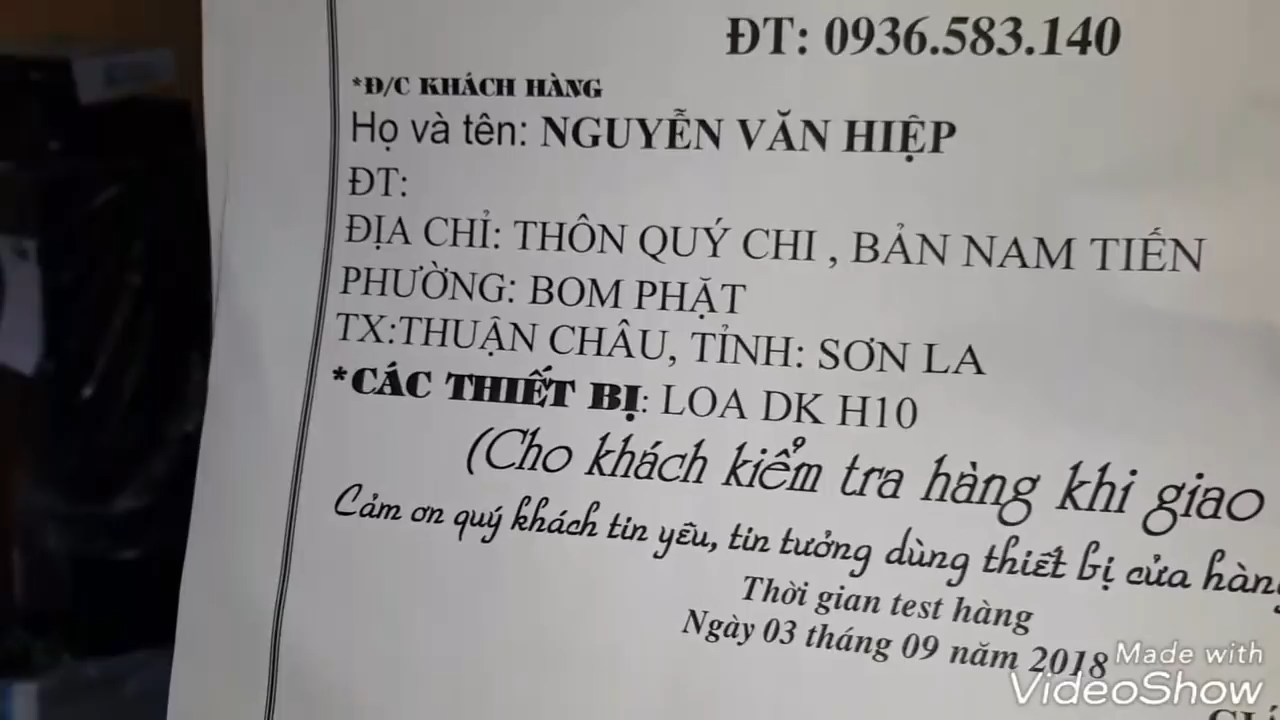 ĐT: 0936.583.140
*Đ/C KHÁCH HÀNG
Họ và tên: NGUYỄN VĂN HIỆP
ĐT:
ĐỊA CHỈ: THÔN QUÝ CHI , BẢN NAM TIẾN
PHƯỜNG: BOM PHẶT
TX:THUẬN CHÂU, TỈNH: SƠN LA
*CÁC THIẾT BỊ: LOA DK H10
(Cho khách kiểm tra hàng khi giao
Cảm ơn quý khách tin yêu, tin tưởng dùng thiết bị cửa hàng
Thời gian test hàng
Ngày 03 tháng 09 năm 2018
Made with
VideoShow